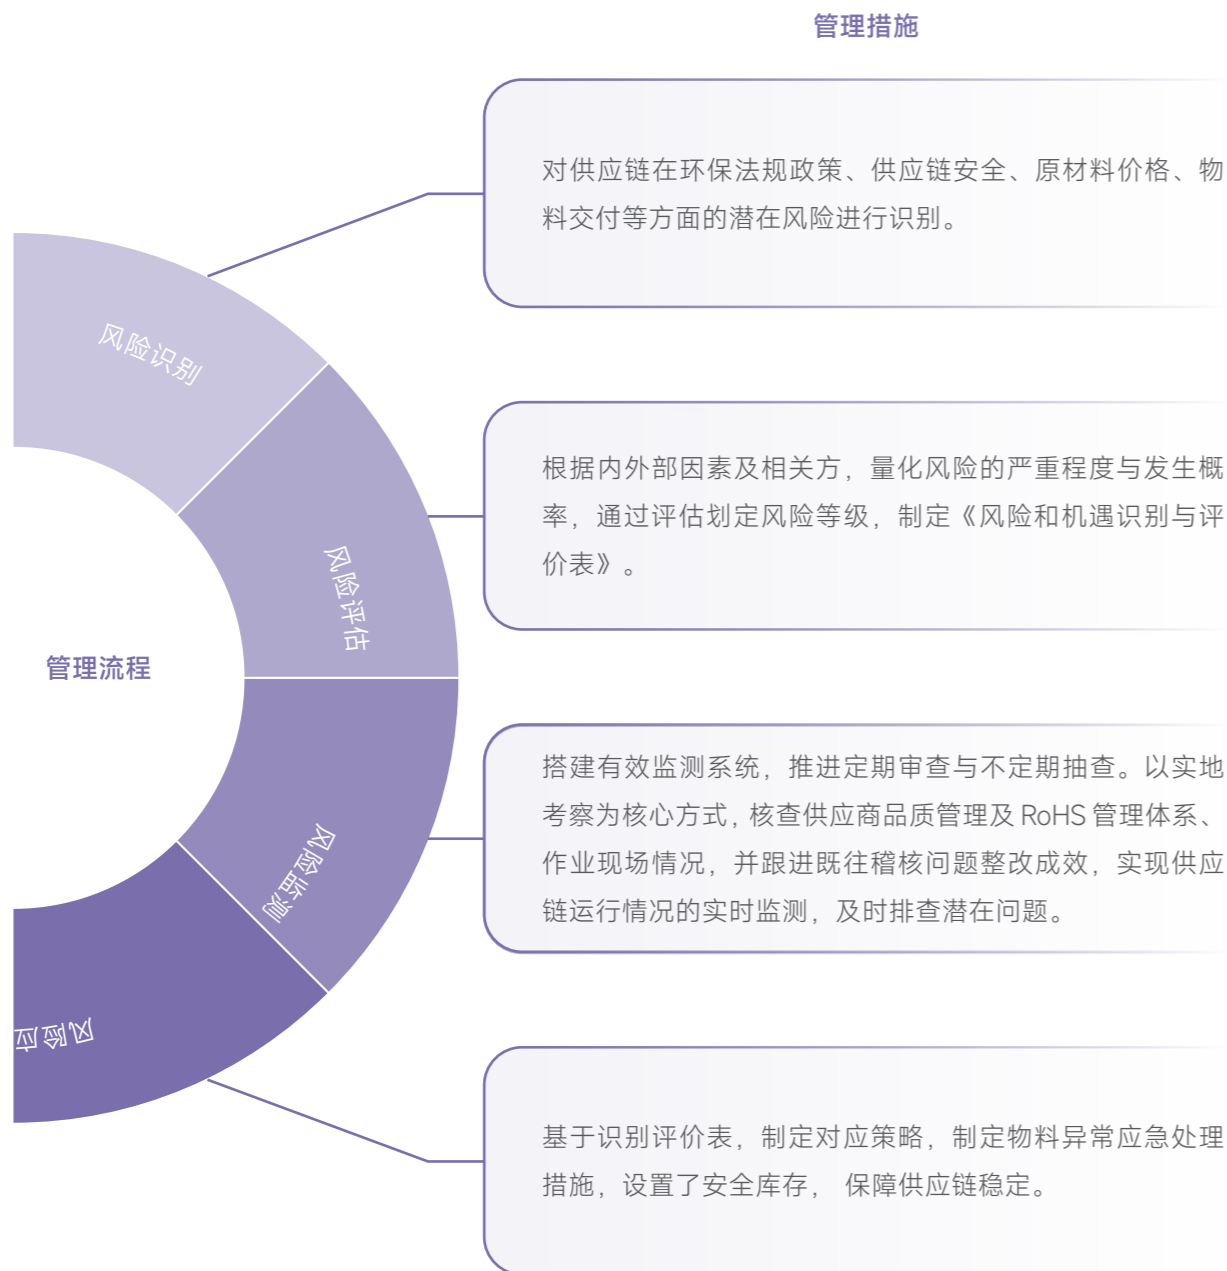 管理措施
对供应链在环保法规政策、供应链安全、原材料价格、物
料交付等方面的潜在风险进行识别。
风险识别
根据内外部因素及相关方，量化风险的严重程度与发生概
率，通过评估划定风险等级，制定《风险和机遇识别与评
价表》。
风险评估
管理流程
搭建有效监测系统，推进定期审查与不定期抽查。以实地
考察为核心方式，核查供应商品质管理及 RoHS 管理体系、
作业现场情况，并跟进既往稽核问题整改成效，实现供应
链运行情况的实时监测，及时排查潜在问题。
风险监测
风险应
基于识别评价表，制定对应策略，制定物料异常应急处理
措施，设置了安全库存， 保障供应链稳定。